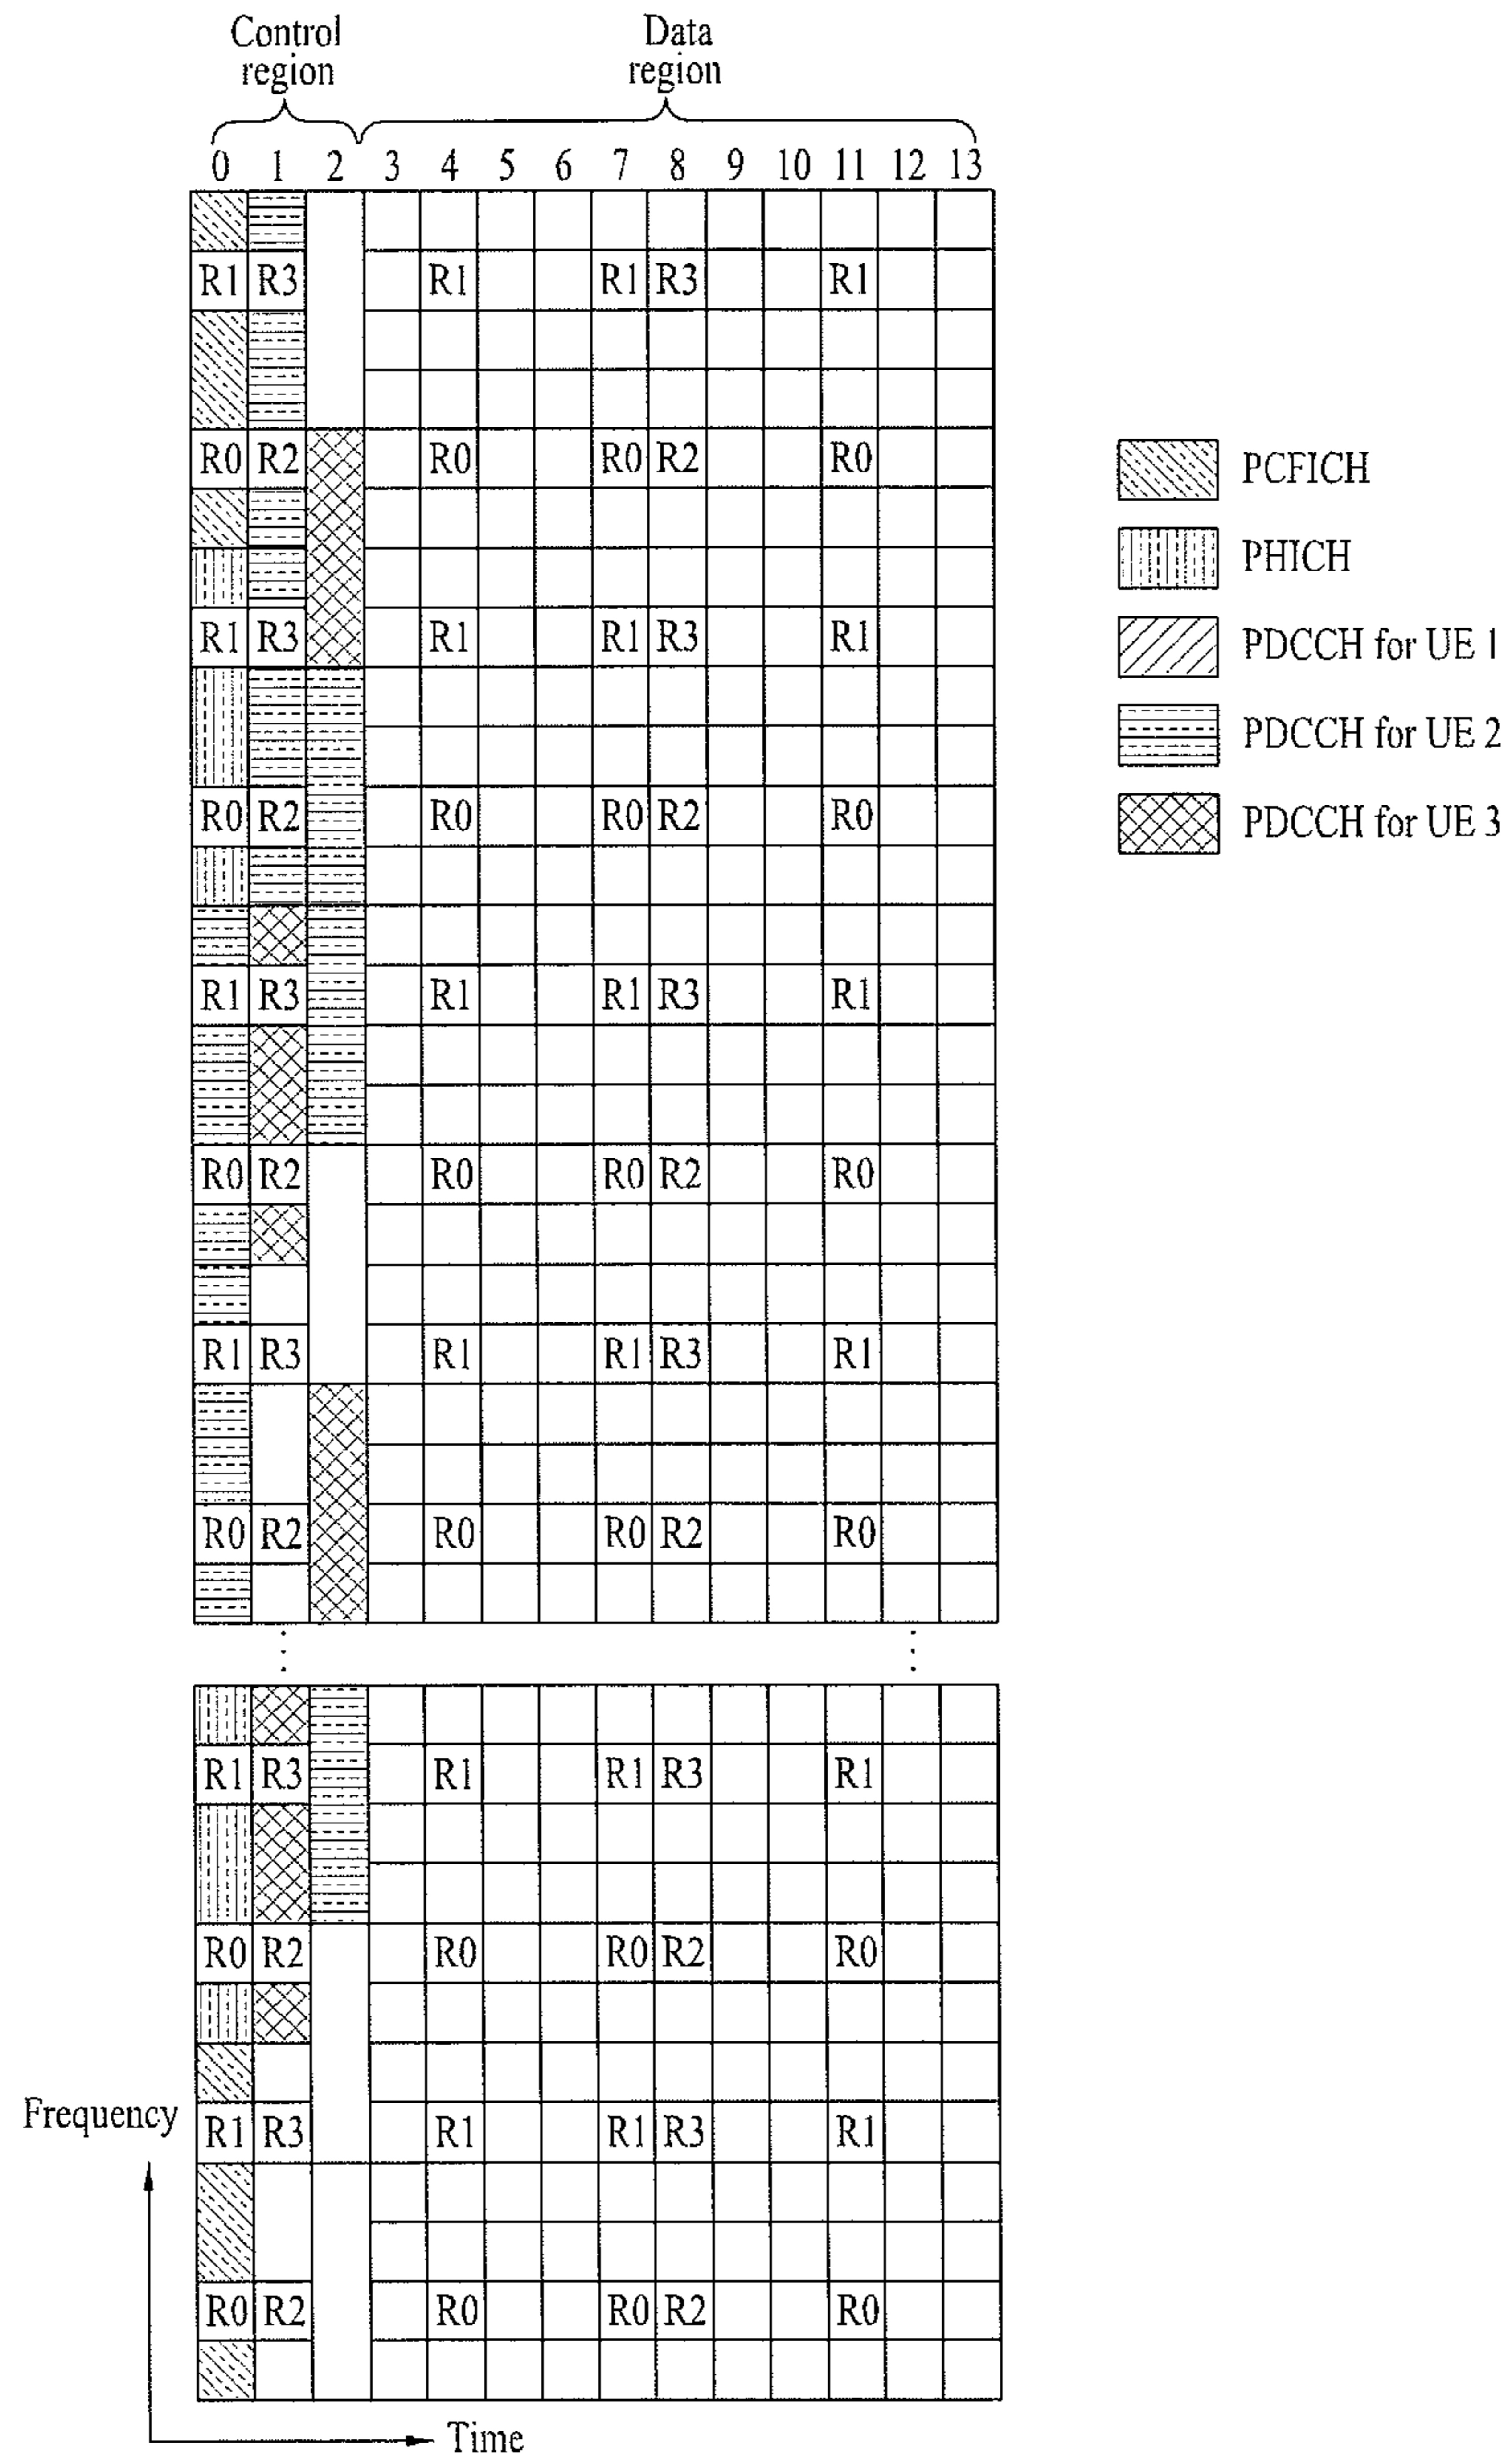 Control
region
Data
region
0 1 2 3 4 5 6 7 8 9 10 11 12 13
R1 R3 R1 R1 R3 R1
R0 R2 R0 R0 R2 R0
R1 R3 R1 R1 R3 R1
R0 R2 R0 R0 R2 R0
R1 R3 R1 R1 R3 R1
R0 R2 R0 R0 R2 R0
R1 R3 R1 R1 R3 R1
R0 R2 R0 R0 R2 R0
R1 R3 R1 R1 R3 R1
R0 R2 R0 R0 R2 R0
R1 R3 R1 R1 R3 R1
R0 R2 R0 R0 R2 R0
PCFICH
PHICH
PDCCH for UE 1
PDCCH for UE 2
PDCCH for UE 3
Frequency
Time